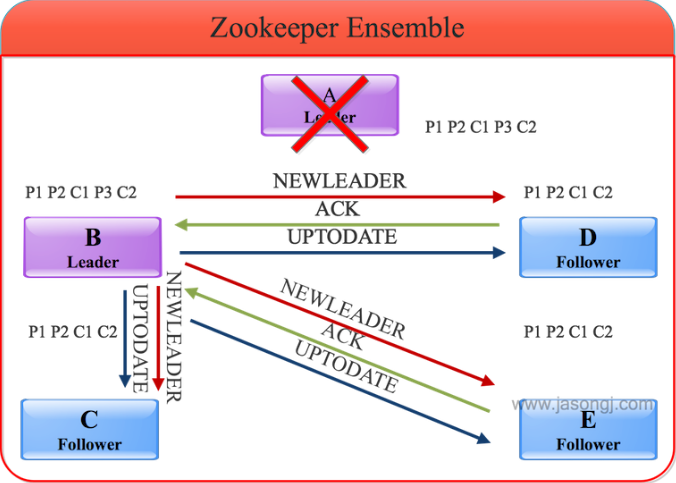 Zookeeper Ensemble
A
Leader
P1 P2 C1 P3 C2
P1 P2 C1 P3 C2
NEWLEADER
P1 P2 C1 C2
ACK
B
Leader
UPTODATE
D
Follower
NEWLEADER
UPTODATE
NEWLEADER
ACK
UPTODATE
P1 P2 C1 C2
P1 P2 C1 C2
www.jasongj.com
C
Follower
E
Follower